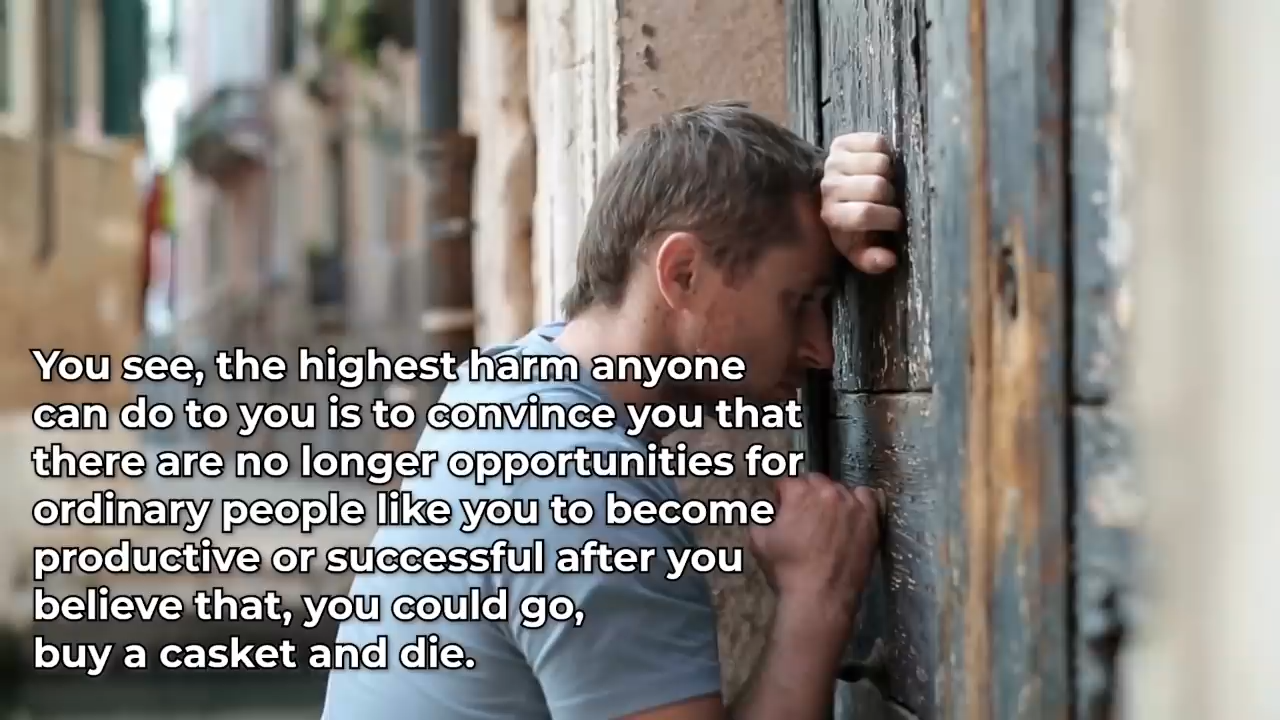 You see, the highest harm anyone
can do to you is to convince you that
there are no longer opportunities for
ordinary people like you to become
productive or successful after you
believe that, you could go,
buy a casket and die.